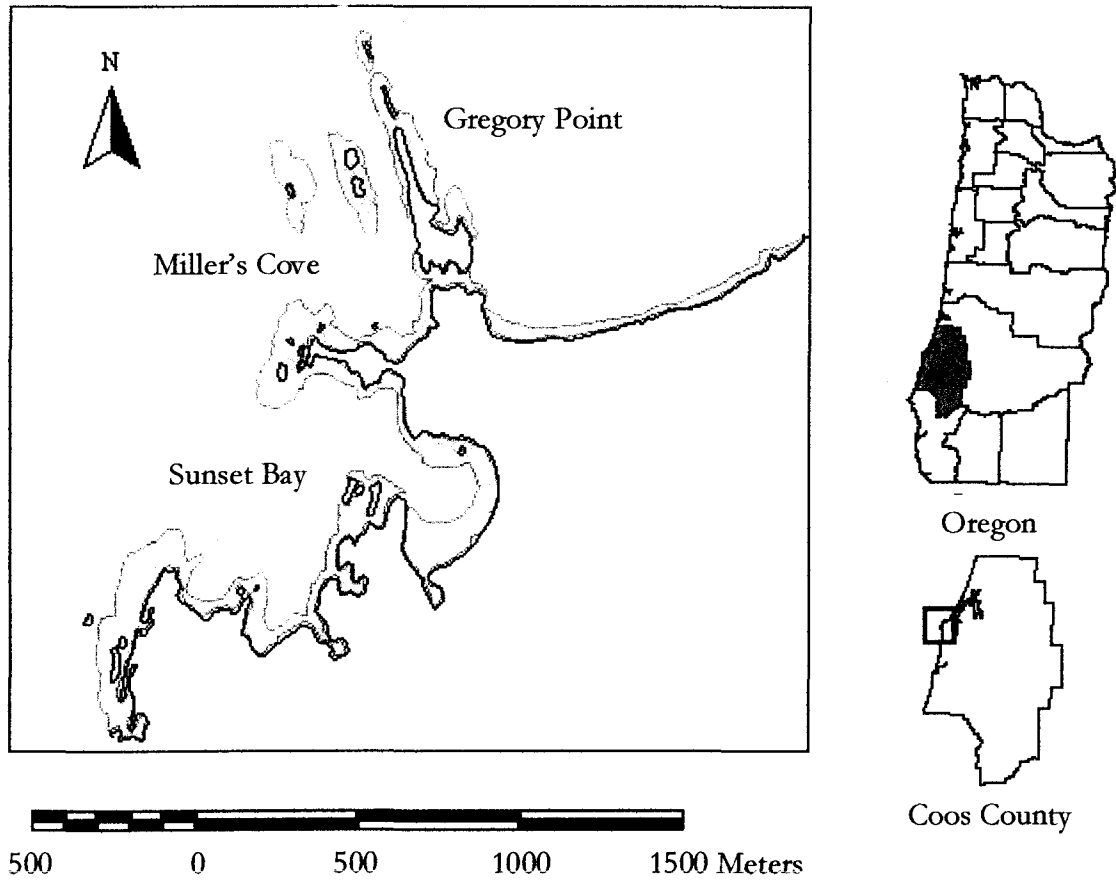 N
Gregory Point
Miller's Cove
Sunset Bay
Oregon
Coos County
500 0 500 1000 1500 Meters